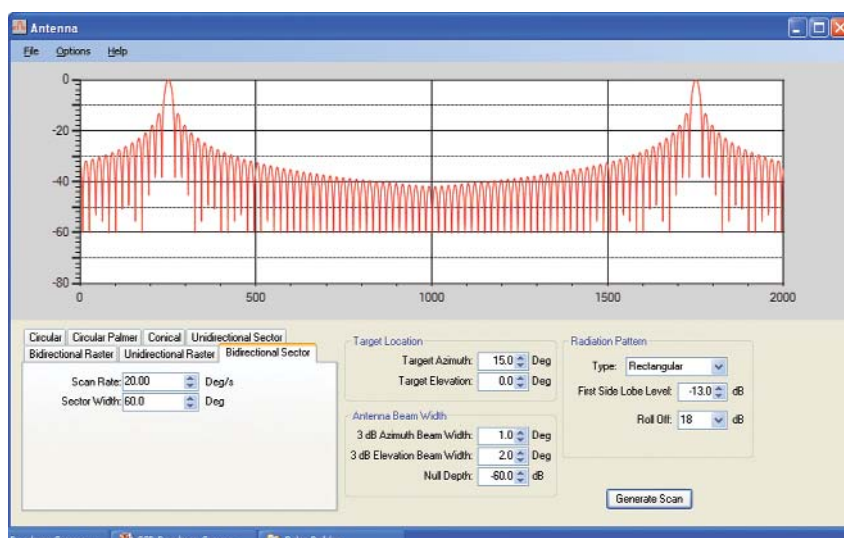 Antenna
File Options Help
0
-20
-40
-60
-80
0 500 1000 1500 2000
Circular Circular Palmer Conical Unidirectional Sector
Bidirectional Raster Unidirectional Raster Bidirectional Sector
Scan Rate: 20.00 Deg/s
Sector Width: 60.0 Deg
Target Location
Target Azimuth: 15.0 Deg
Target Elevation: 0.0 Deg
Antenna Beam Width
3 dB Azimuth Beam Width: 1.0 Deg
3 dB Elevation Beam Width: 2.0 Deg
Null Depth: -60.0 dB
Radiation Pattern
Type: Rectangular
First Side Lobe Level: -13.0 dB
Roll Off: 18 dB
Generate Scan